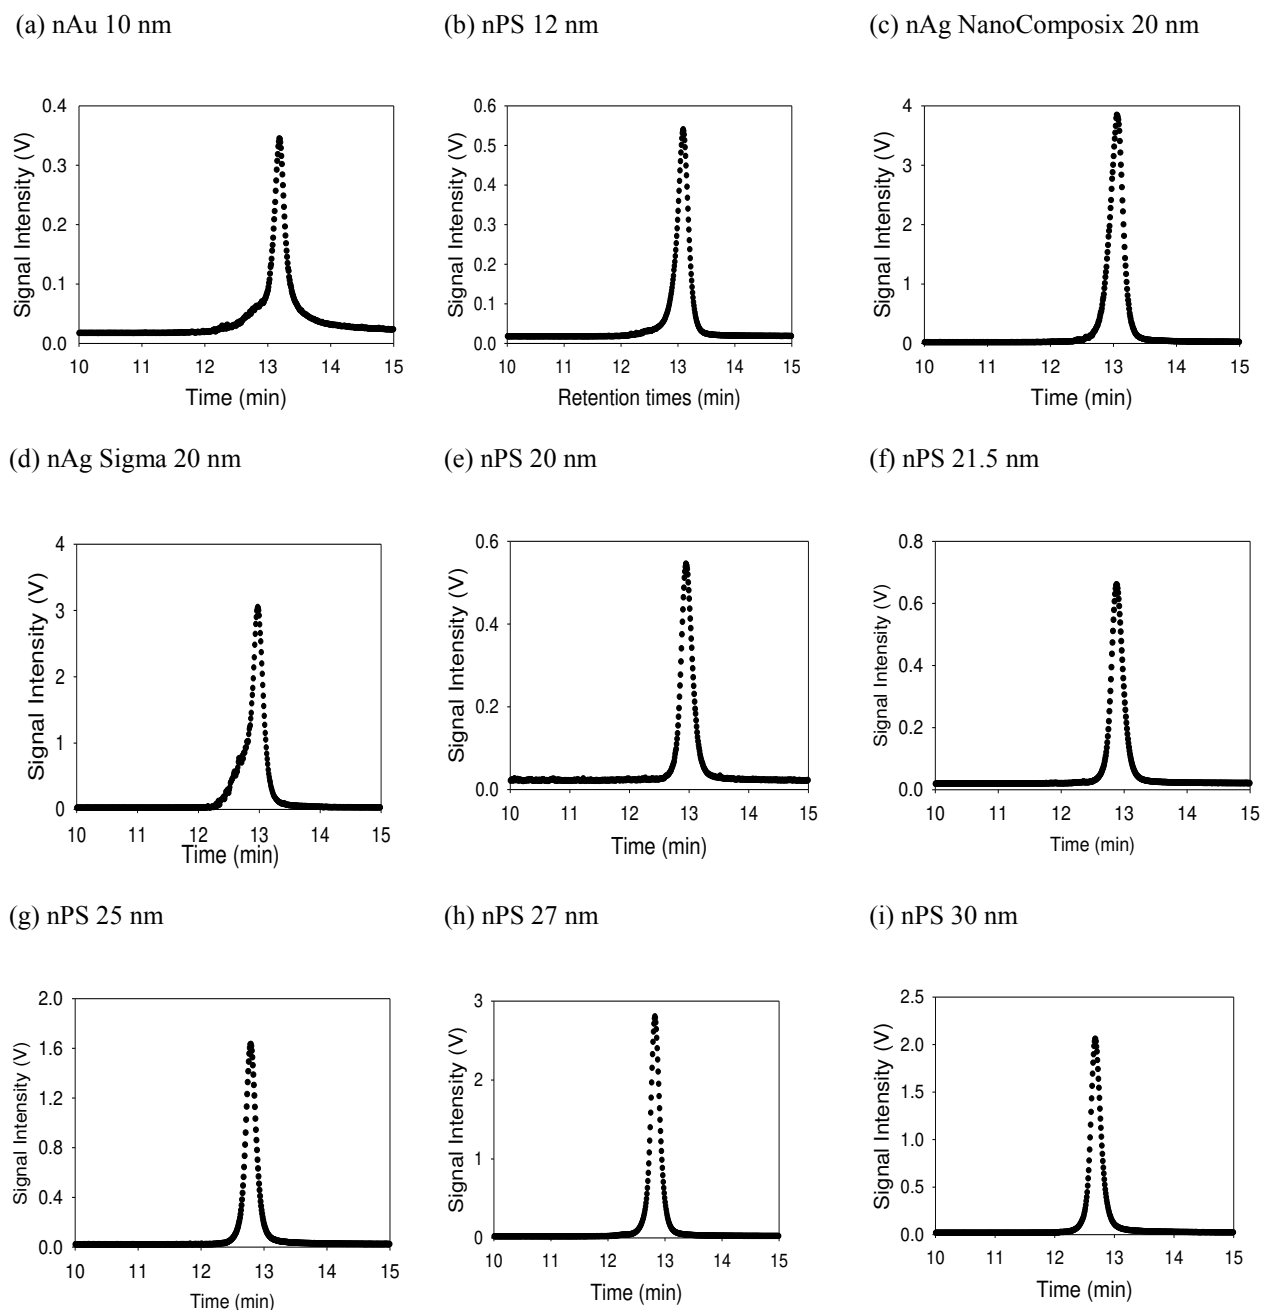 (a) nAu 10 nm
(b) nPS 12 nm
(c) nAg NanoComposix 20 nm
Signal Intensity (V)
0.4
0.3
0.2
0.1
0.0
10 11 12 13 14 15
Time (min)
Signal Intensity (V)
0.6
0.5
0.4
0.3
0.2
0.1
0.0
10 11 12 13 14 15
Retention times (min)
Signal Intensity (V)
4
3
2
1
0
10 11 12 13 14 15
Time (min)
(d) nAg Sigma 20 nm
(e) nPS 20 nm
(f) nPS 21.5 nm
Signal Intensity (V)
4
3
2
1
0
10 11 12 13 14 15
Time (min)
Signal Intensity (V)
0.6
0.4
0.2
0.0
10 11 12 13 14 15
Time (min)
Signal Intensity (V)
0.8
0.6
0.4
0.2
0.0
10 11 12 13 14 15
Time (min)
(g) nPS 25 nm
(h) nPS 27 nm
(i) nPS 30 nm
Signal Intensity (V)
2.0
1.6
1.2
0.8
0.4
0.0
10 11 12 13 14 15
Time (min)
Signal Intensity (V)
3
2
1
0
10 11 12 13 14 15
Time (min)
Signal Intensity (V)
2.5
2.0
1.5
1.0
0.5
0.0
10 11 12 13 14 15
Time (min)